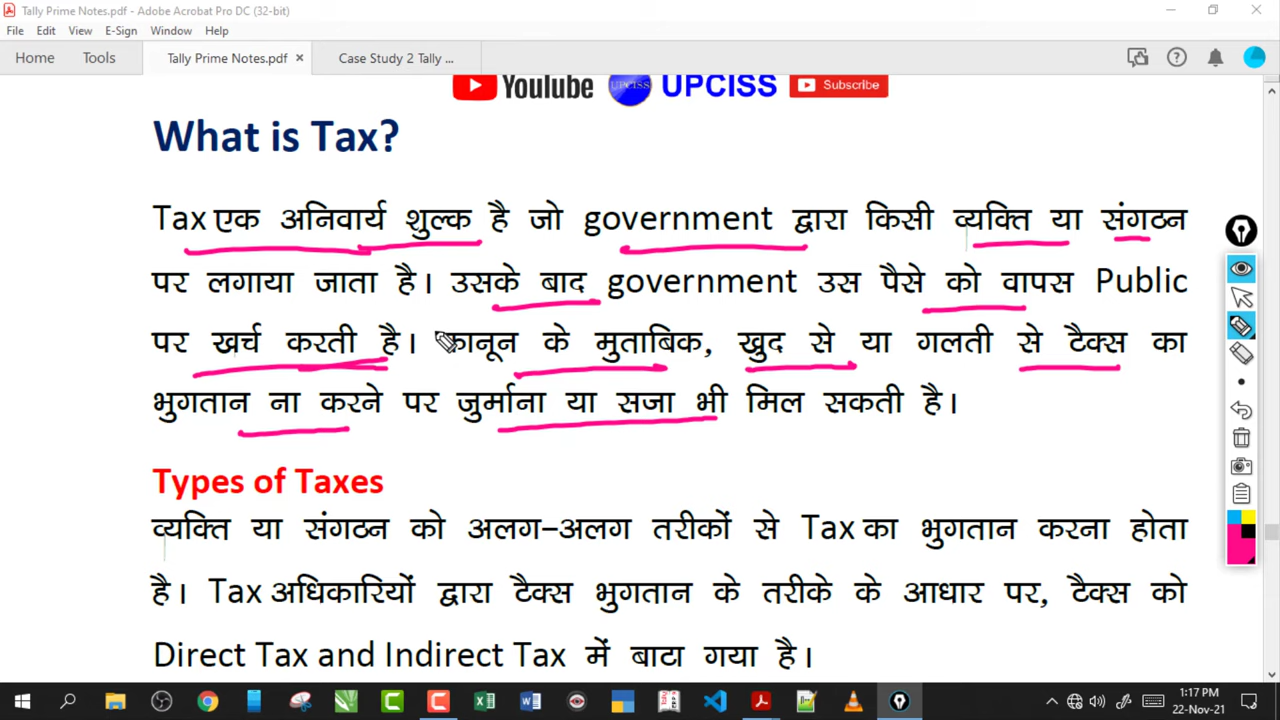 Tally Prime Notes.pdf - Adobe Acrobat Pro DC (32-bit)
File Edit View E-Sign Window Help
Home Tools Tally Prime Notes.pdf × Case Study 2 Tally ...
YouTube UPCISS UPCISS Subscribe
What is Tax?
Tax एक अनिवार्य शुल्क है जो government द्वारा किसी व्यक्ति या संगठन
पर लगाया जाता है। उसके बाद government उस पैसे को वापस Public
पर खर्च करती है। कानून के मुताबिक, खुद से या गलती से टैक्स का
भुगतान ना करने पर जुर्माना या सजा भी मिल सकती है।
Types of Taxes
व्यक्ति या संगठन को अलग-अलग तरीकों से Tax का भुगतान करना होता
है। Tax अधिकारियों द्वारा टैक्स भुगतान के तरीके के आधार पर, टैक्स को
Direct Tax and Indirect Tax में बाटा गया है।
1:17 PM
22-Nov-21